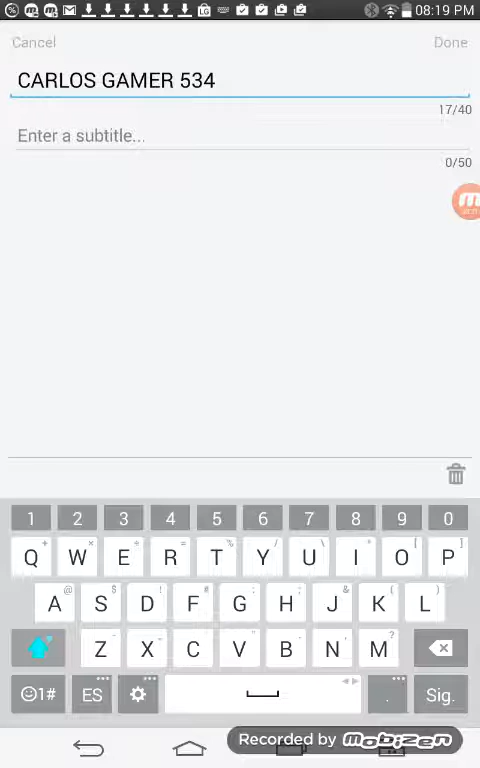 08:19 PM
Cancel Done
CARLOS GAMER 534
17/40
Enter a subtitle...
0/50
1 2 3 4 5 6 7 8 9 0
Q W E R T Y U I O P
A S D F G H J K L
Z X C V B N M
1# ES . Sig.
Recorded by mobizen